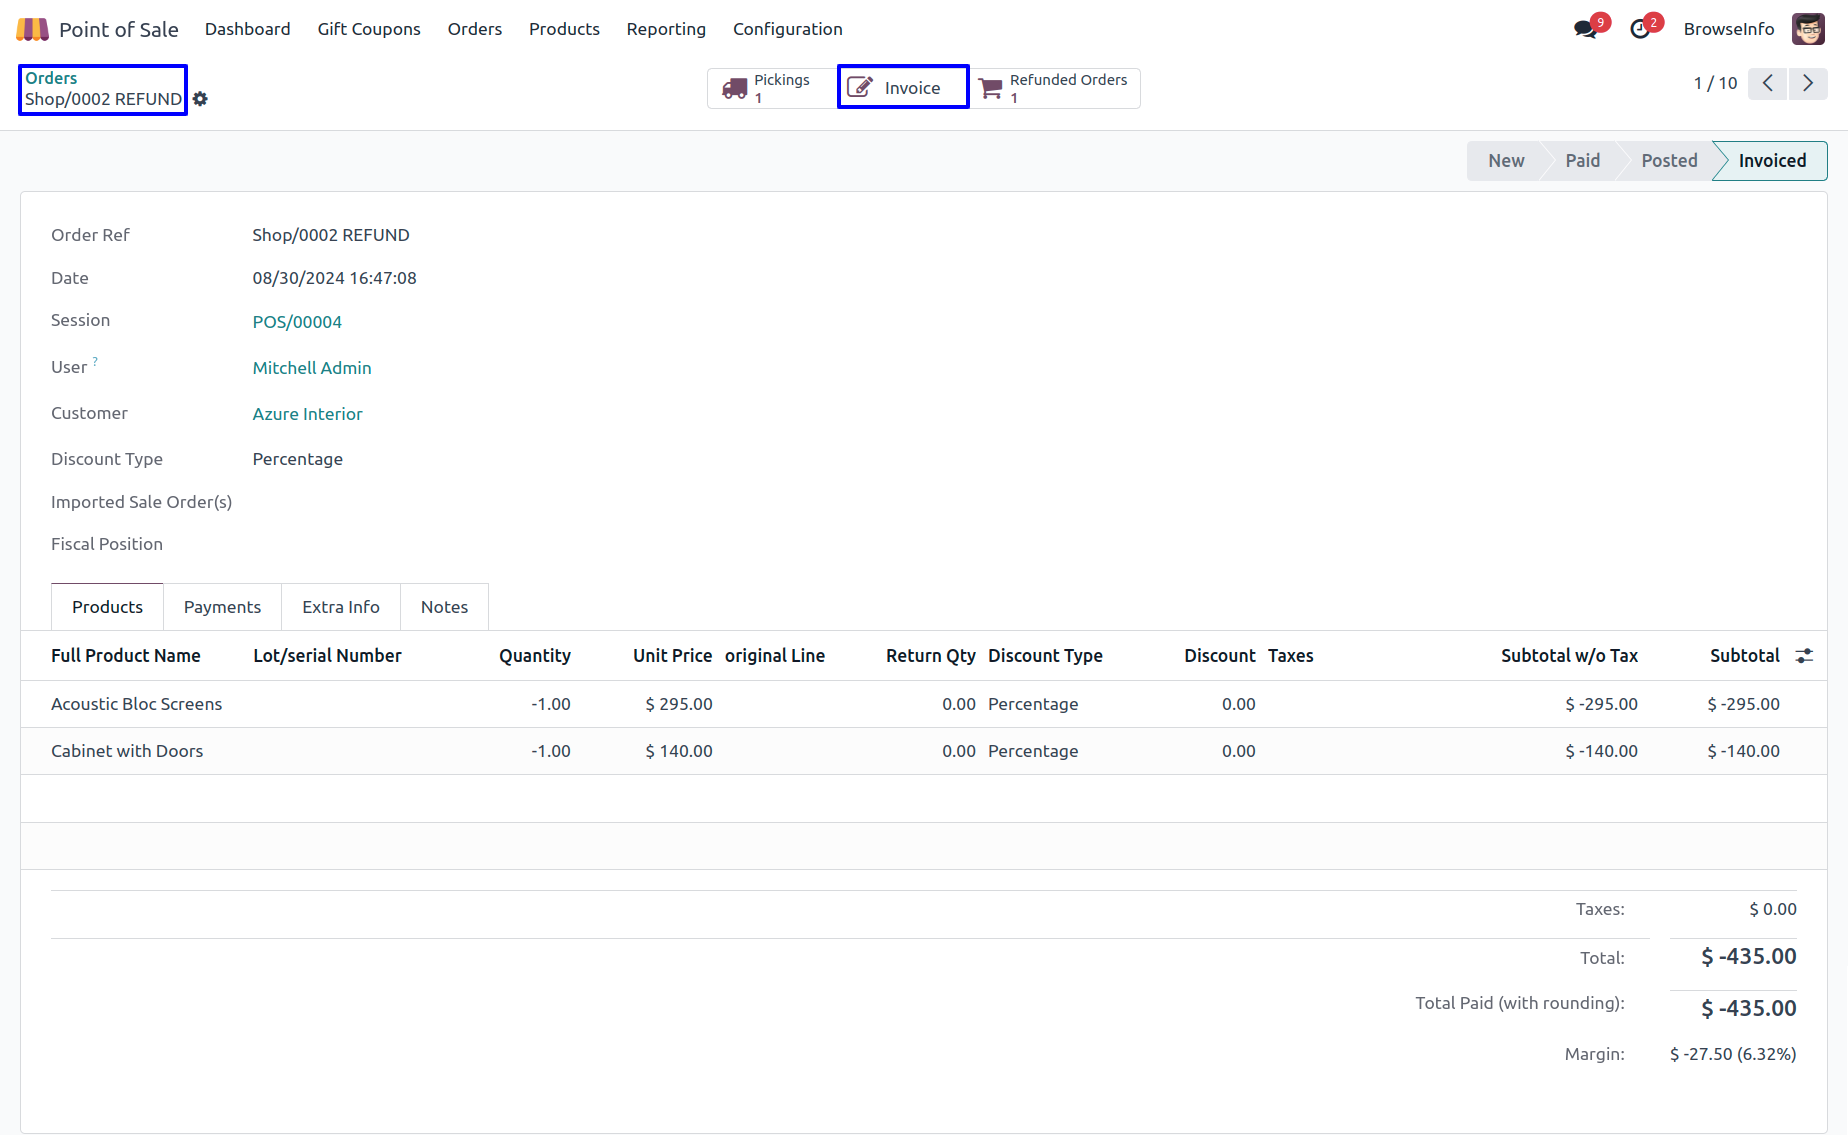 Point of Sale Dashboard Gift Coupons Orders Products Reporting Configuration 9 2 BrowseInfo
Orders
Shop/0002 REFUND
Pickings
1
Invoice
Refunded Orders
1
1 / 10
New Paid Posted Invoiced
Order Ref Shop/0002 REFUND
Date 08/30/2024 16:47:08
Session POS/00004
User ? Mitchell Admin
Customer Azure Interior
Discount Type Percentage
Imported Sale Order(s)
Fiscal Position
Products Payments Extra Info Notes
Full Product Name Lot/serial Number Quantity Unit Price original Line Return Qty Discount Type Discount Taxes Subtotal w/o Tax Subtotal
Acoustic Bloc Screens -1.00 $ 295.00 0.00 Percentage 0.00 $ -295.00 $ -295.00
Cabinet with Doors -1.00 $ 140.00 0.00 Percentage 0.00 $ -140.00 $ -140.00
Taxes: $ 0.00
Total: $ -435.00
Total Paid (with rounding): $ -435.00
Margin: $ -27.50 (6.32%)